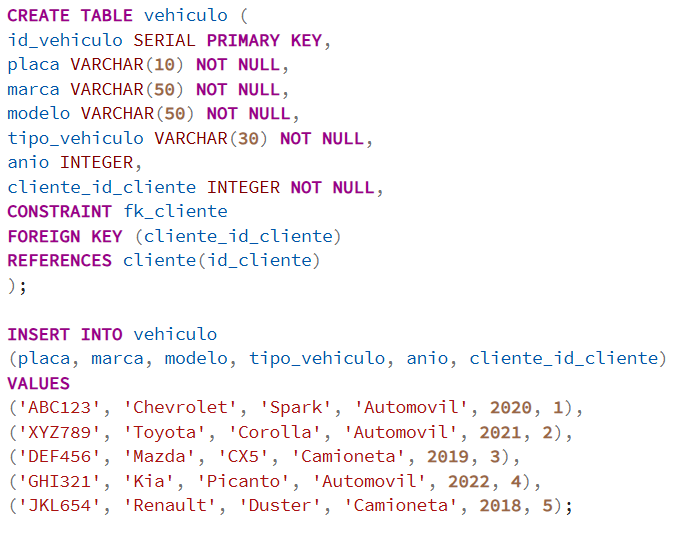 CREATE TABLE vehiculo (
id_vehiculo SERIAL PRIMARY KEY,
placa VARCHAR(10) NOT NULL,
marca VARCHAR(50) NOT NULL,
modelo VARCHAR(50) NOT NULL,
tipo_vehiculo VARCHAR(30) NOT NULL,
anio INTEGER,
cliente_id_cliente INTEGER NOT NULL,
CONSTRAINT fk_cliente
FOREIGN KEY (cliente_id_cliente)
REFERENCES cliente(id_cliente)
);
INSERT INTO vehiculo
(placa, marca, modelo, tipo_vehiculo, anio, cliente_id_cliente)
VALUES
('ABC123', 'Chevrolet', 'Spark', 'Automovil', 2020, 1),
('XYZ789', 'Toyota', 'Corolla', 'Automovil', 2021, 2),
('DEF456', 'Mazda', 'CX5', 'Camioneta', 2019, 3),
('GHI321', 'Kia', 'Picanto', 'Automovil', 2022, 4),
('JKL654', 'Renault', 'Duster', 'Camioneta', 2018, 5);